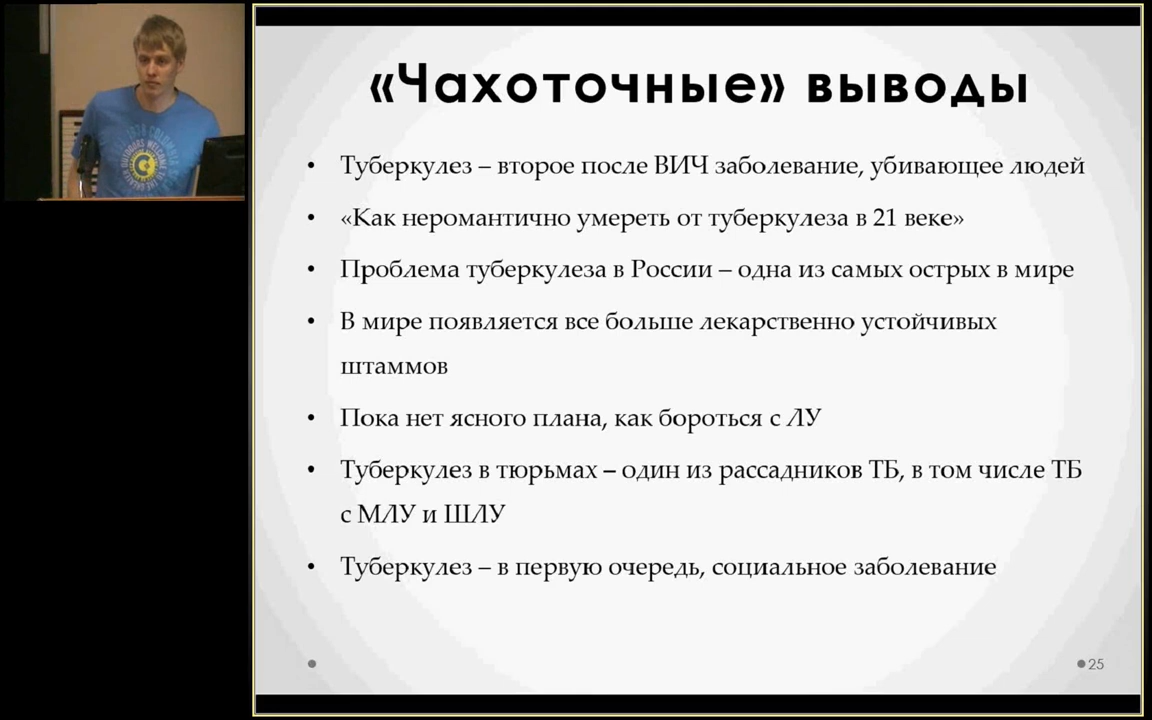 «Чахоточные» выводы
• Туберкулез – второе после ВИЧ заболевание, убивающее людей
• «Как неромантично умереть от туберкулеза в 21 веке»
• Проблема туберкулеза в России – одна из самых острых в мире
• В мире появляется все больше лекарственно устойчивых
штаммов
• Пока нет ясного плана, как бороться с ЛУ
• Туберкулез в тюрьмах – один из рассадников ТБ, в том числе ТБ
с МЛУ и ШЛУ
• Туберкулез – в первую очередь, социальное заболевание
25